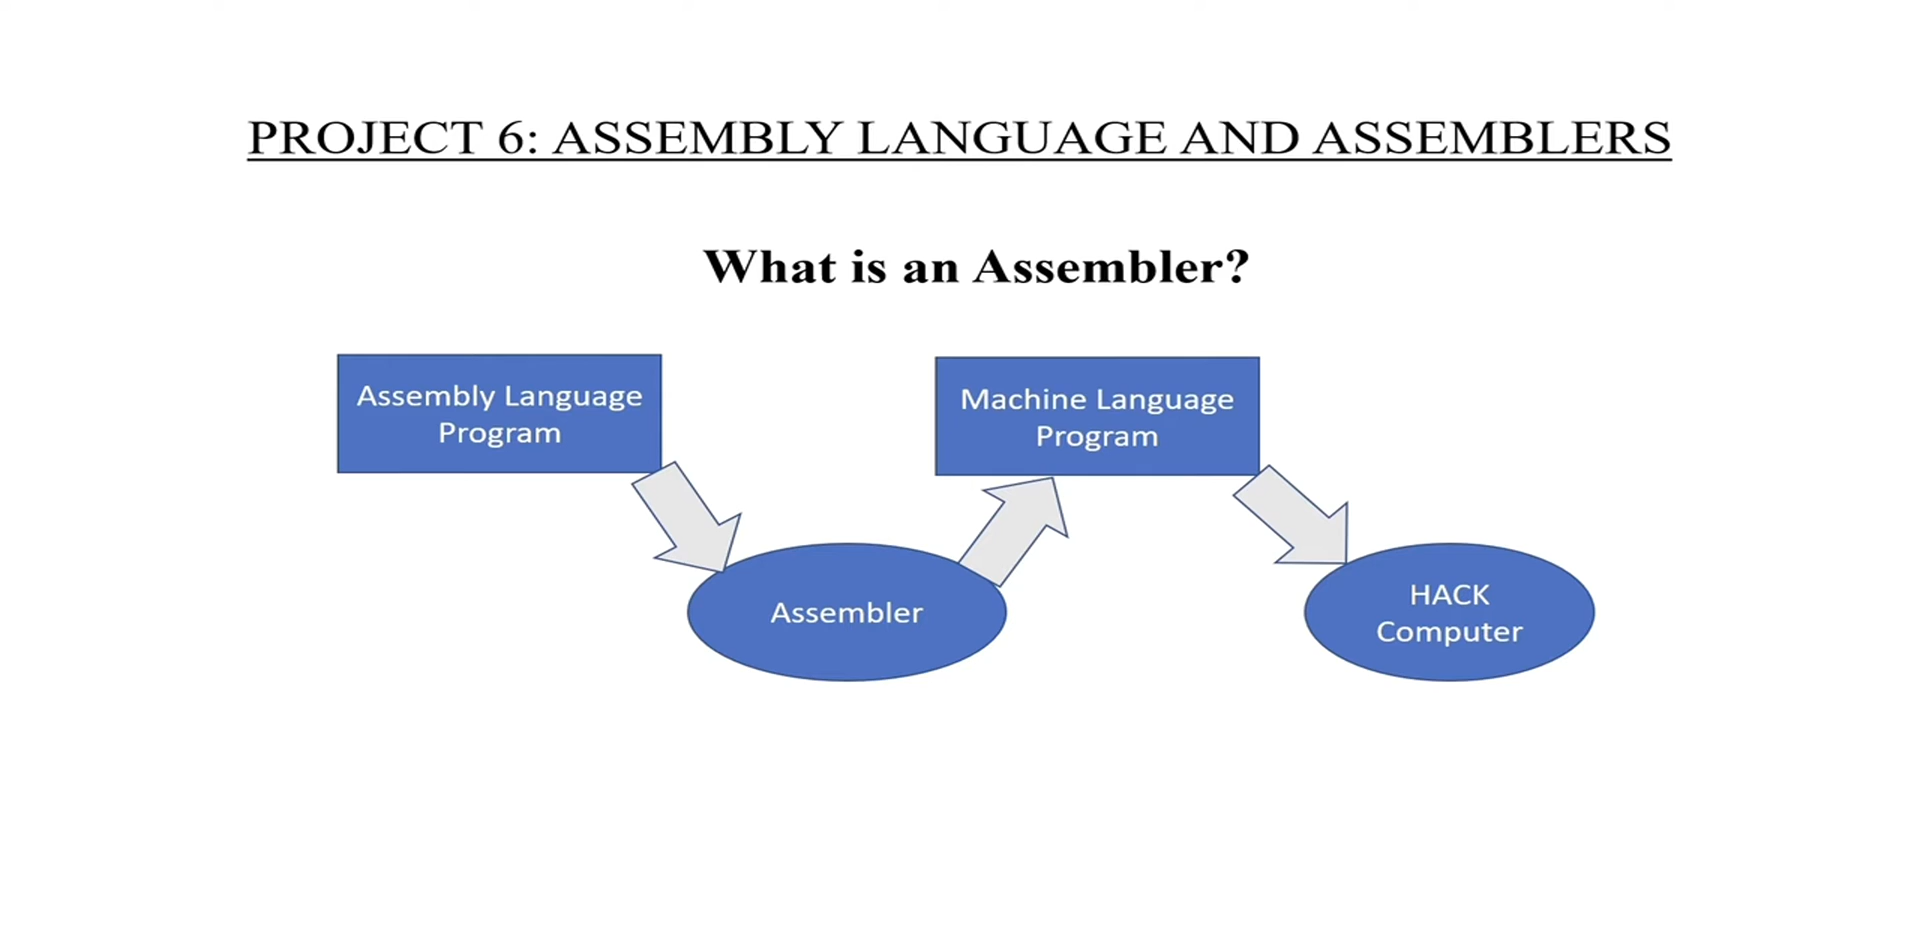 PROJECT 6: ASSEMBLY LANGUAGE AND ASSEMBLERS
What is an Assembler?
Assembly Language
Program
Machine Language
Program
Assembler
HACK
Computer